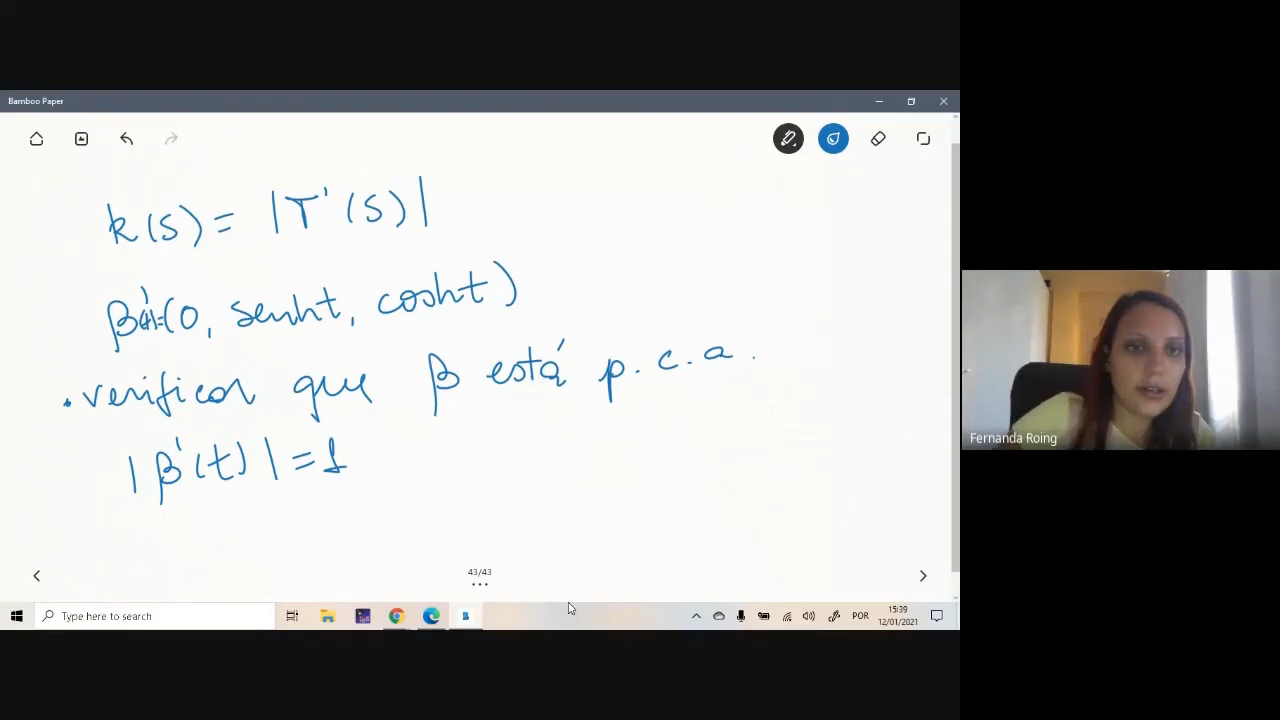 Bamboo Paper
k(s) = |T'(s)|
β'(t)=(0, senht, cosht)
. verificar que β está p.c.a.
|β'(t)| = 1
Fernanda Roing
43/43
Type here to search
POR
15:39
12/01/2021